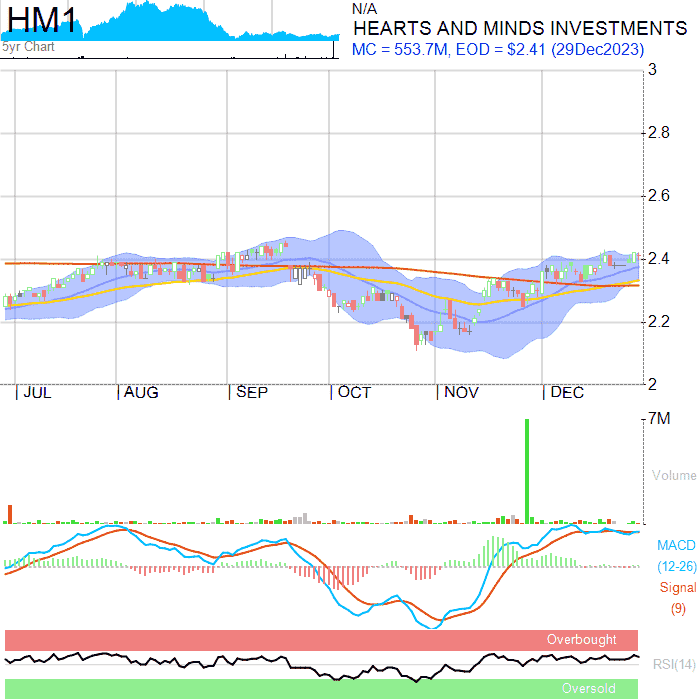 HM1
5yr Chart
N/A
HEARTS AND MINDS INVESTMENTS
MC = 553.7M, EOD = $2.41 (29Dec2023)
3
2.8
2.6
2.4
2.2
2
JUL AUG SEP OCT NOV DEC
7M
Volume
MACD
(12-26)
Signal
(9)
Overbought
RSI(14)
Oversold